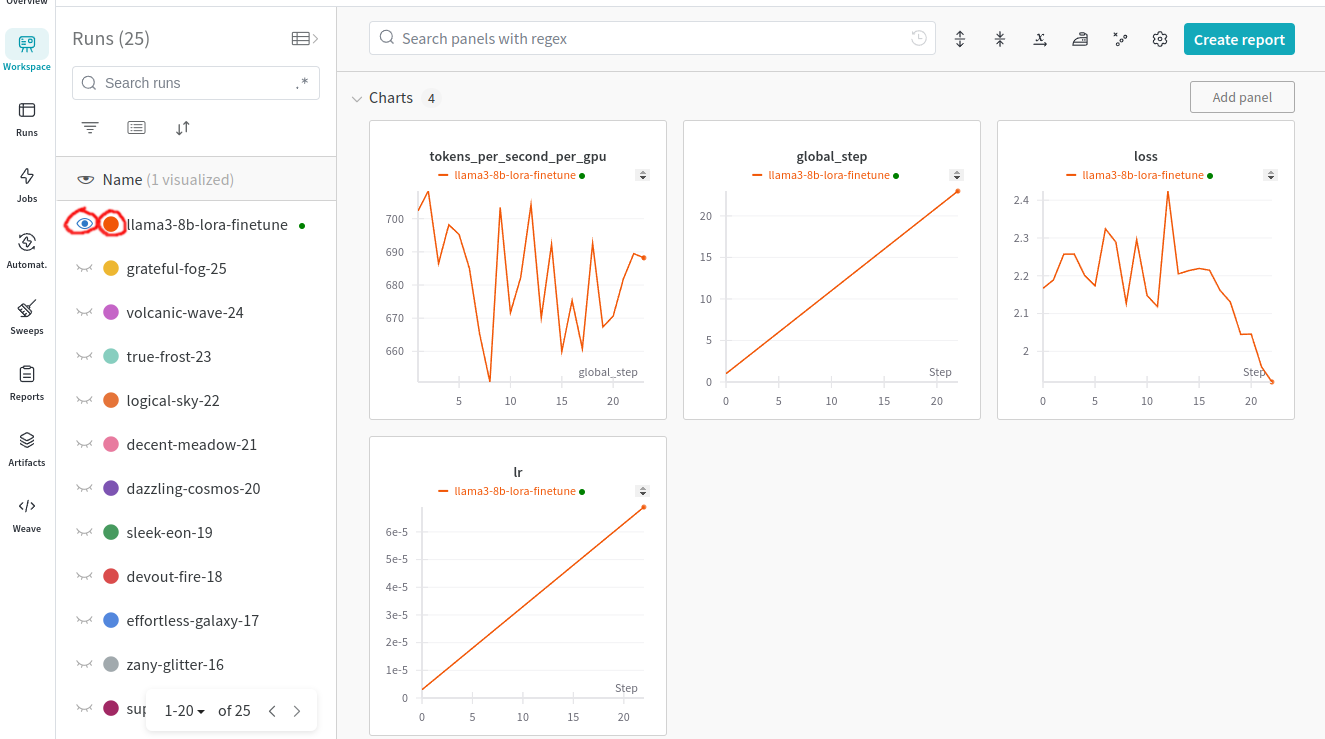 Overview
Workspace
Runs
Jobs
Automat.
Sweeps
Reports
Artifacts
Weave
Runs (25)
Search runs
.*
Name (1 visualized)
llama3-8b-lora-finetune
grateful-fog-25
volcanic-wave-24
true-frost-23
logical-sky-22
decent-meadow-21
dazzling-cosmos-20
sleek-eon-19
devout-fire-18
effortless-galaxy-17
zany-glitter-16
1-20 of 25
Search panels with regex
Create report
Charts 4
Add panel
tokens_per_second_per_gpu
llama3-8b-lora-finetune
700
690
680
670
660
global_step
5 10 15 20
global_step
llama3-8b-lora-finetune
20
15
10
5
0
Step
0 5 10 15 20
loss
llama3-8b-lora-finetune
2.4
2.3
2.2
2.1
2
Step
0 5 10 15 20
lr
llama3-8b-lora-finetune
6e-5
5e-5
4e-5
3e-5
2e-5
1e-5
0
Step
0 5 10 15 20